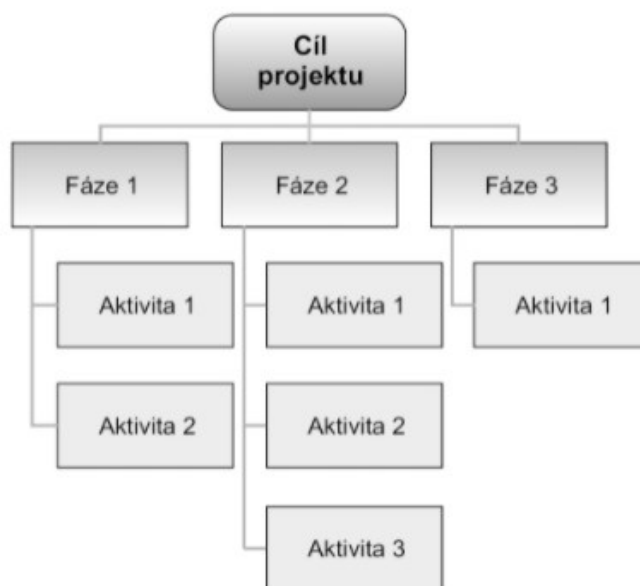 Cíl
projektu
Fáze 1
Fáze 2
Fáze 3
Aktivita 1
Aktivita 1
Aktivita 1
Aktivita 2
Aktivita 2
Aktivita 3